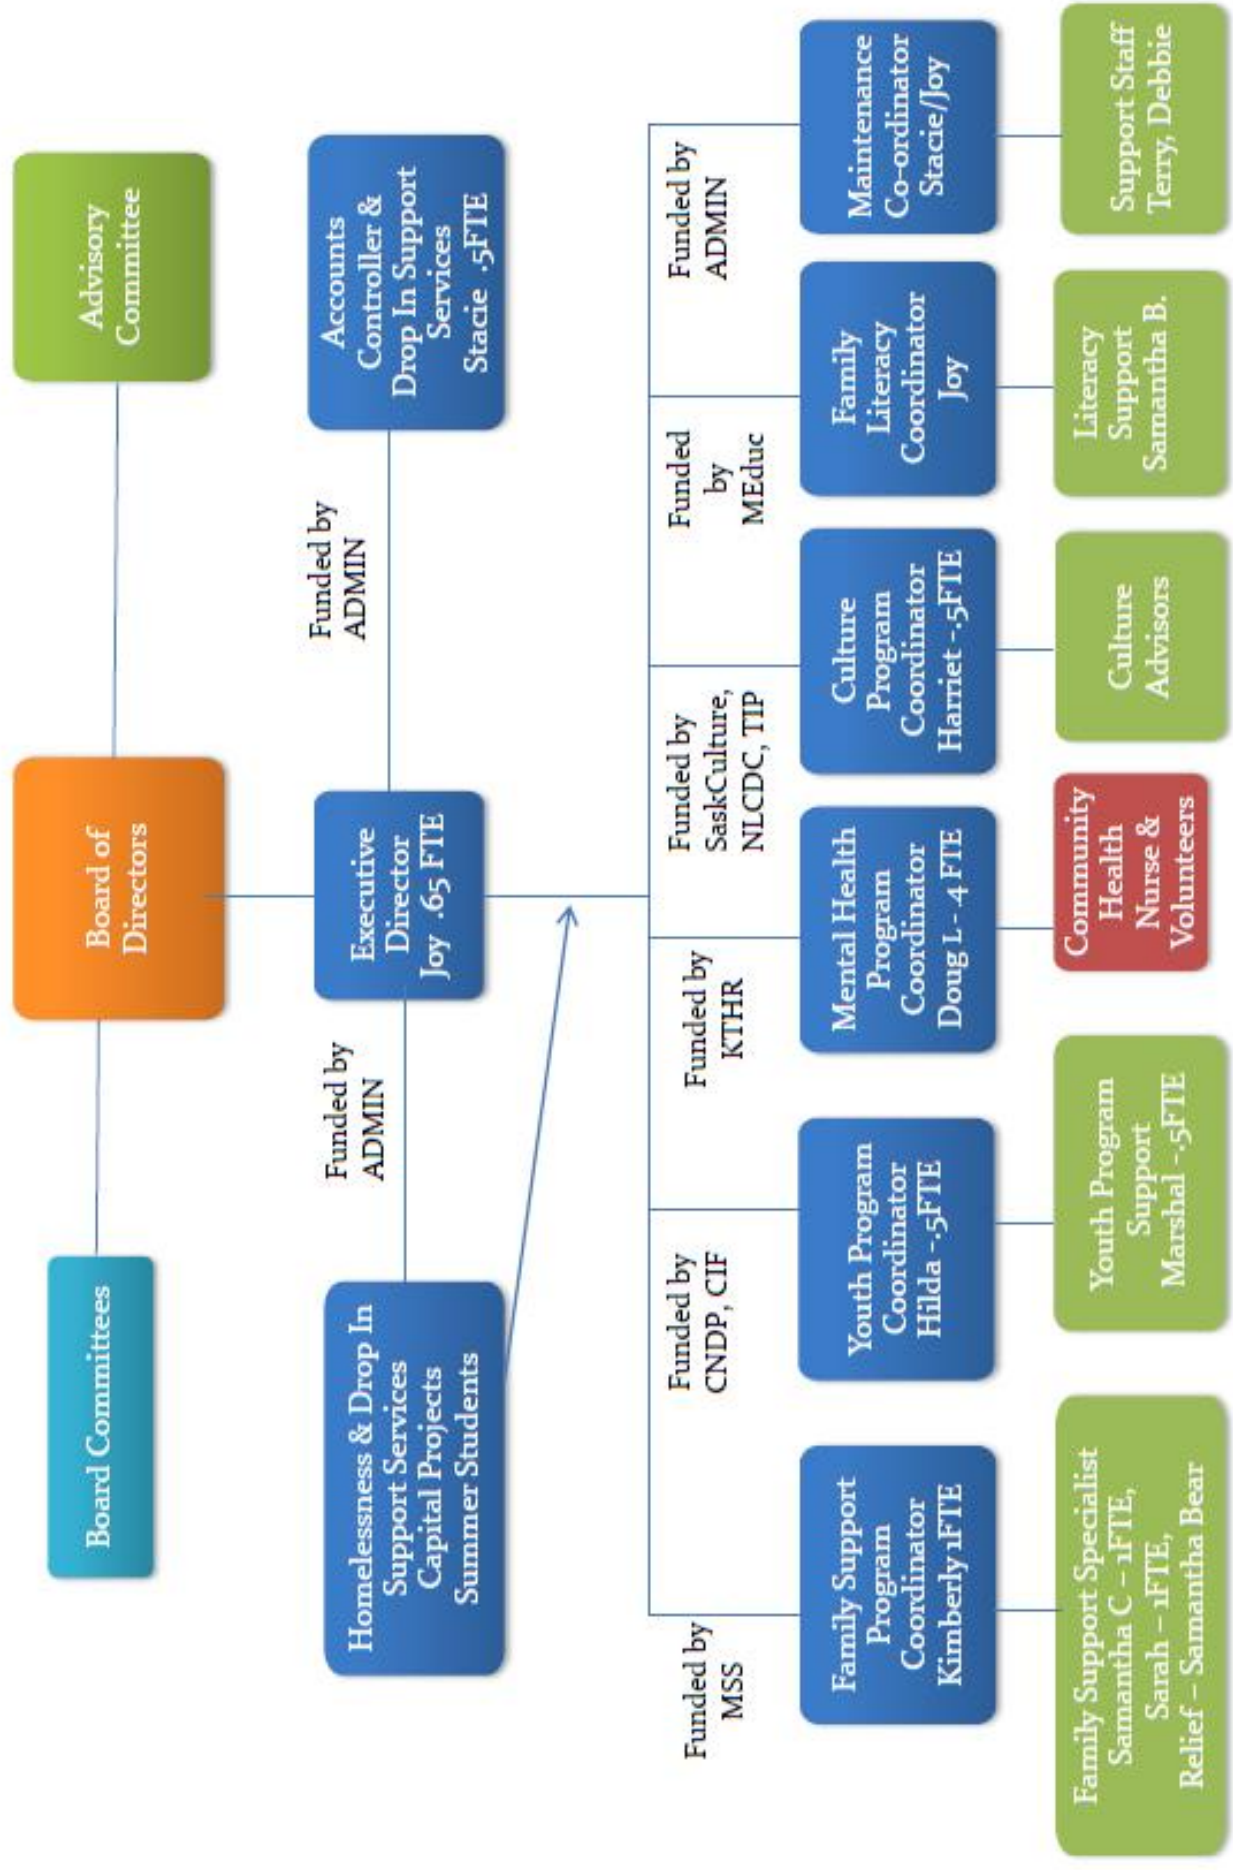 Board Committees
Board of
Directors
Advisory
Committee
Homelessness & Drop In
Support Services
Capital Projects
Summer Students
Funded by
ADMIN
Executive
Director
Joy .65 FTE
Funded by
ADMIN
Accounts
Controller &
Drop In Support
Services
Stacie .5FTE
Funded by
MSS
Funded by
CNDP, CIF
Funded by
KTHR
Funded by
SaskCulture,
NLCDC, TIP
Funded
by
MEduc
Funded by
ADMIN
Family Support
Program
Coordinator
Kimberly 1FTE
Youth Program
Coordinator
Hilda -.5FTE
Mental Health
Program
Coordinator
Doug L - 4 FTE
Culture
Program
Coordinator
Harriet -.5FTE
Family
Literacy
Coordinator
Joy
Maintenance
Co-ordinator
Stacie/Joy
Family Support Specialist
Samantha C – 1FTE,
Sarah – 1FTE,
Relief – Samantha Bear
Youth Program
Support
Marshal -.5FTE
Community
Health
Nurse &
Volunteers
Culture
Advisors
Literacy
Support
Samantha B.
Support Staff
Terry, Debbie